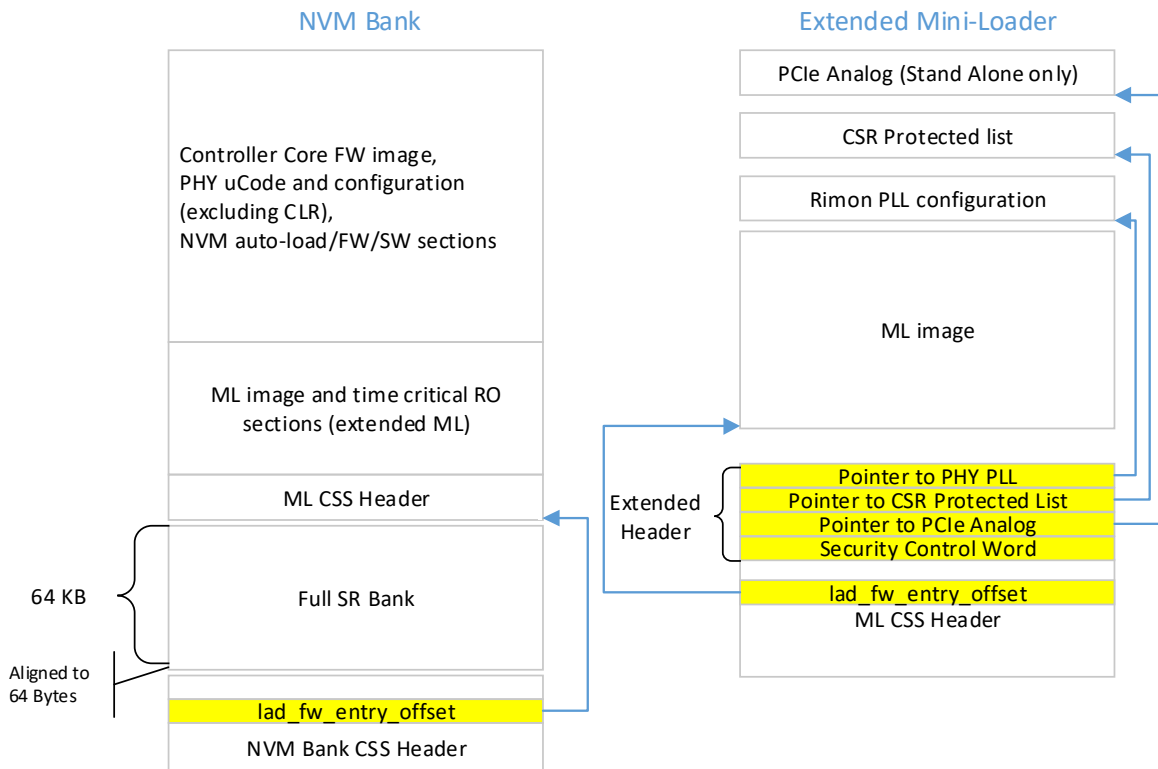 NVM Bank
Controller Core FW image,
PHY uCode and configuration
(excluding CLR),
NVM auto-load/FW/SW sections
ML image and time critical RO
sections (extended ML)
ML CSS Header
64 KB
Full SR Bank
Aligned to
64 Bytes
lad_fw_entry_offset
NVM Bank CSS Header
Extended Mini-Loader
PCIe Analog (Stand Alone only)
CSR Protected list
Rimon PLL configuration
ML image
Extended
Header
Pointer to PHY PLL
Pointer to CSR Protected List
Pointer to PCIe Analog
Security Control Word
lad_fw_entry_offset
ML CSS Header